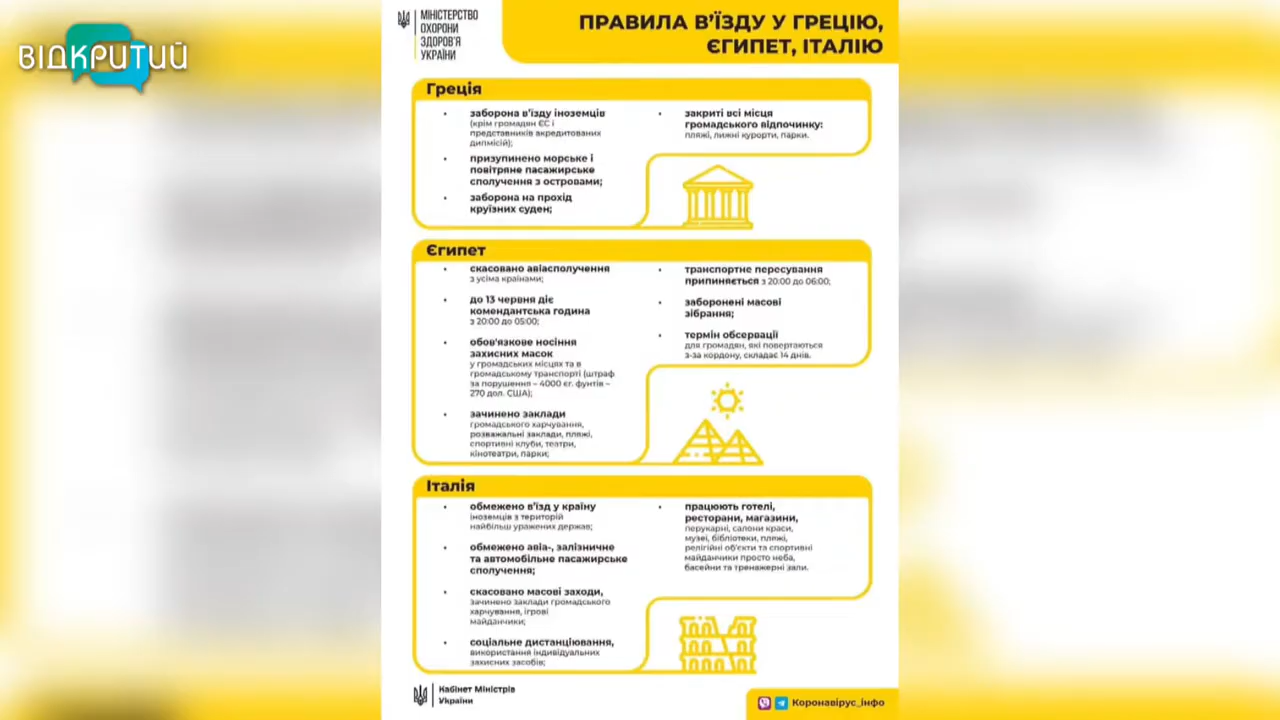 ВІДКРИТИЙ
МІНІСТЕРСТВО
ОХОРОНИ
ЗДОРОВ'Я
УКРАЇНИ
ПРАВИЛА В'ЇЗДУ У ГРЕЦІЮ,
ЄГИПЕТ, ІТАЛІЮ
Греція
• заборона в'їзду іноземців
(крім громадян ЄС і
представників акредитованих
дипмісій);
• призупинено морське і
повітряне пасажирське
сполучення з островами;
• заборона на прохід
круїзних суден;
• закриті всі місця
громадського відпочинку:
пляжі, лижні курорти, парки.
Єгипет
• скасовано авіасполучення
з усіма країнами;
• до 13 червня діє
комендантська година
з 20:00 до 05:00;
• обов'язкове носіння
захисних масок
у громадських місцях та в
громадському транспорті (штраф
за порушення – 4000 єг. фунтів –
270 дол. США);
• зачинено заклади
громадського харчування,
розважальні заклади, пляжі,
спортивні клуби, театри,
кінотеатри, парки;
• транспортне пересування
припиняється з 20:00 до 06:00;
• заборонені масові
зібрання;
• термін обсервації
для громадян, які повертаються
з-за кордону, складає 14 днів.
Італія
• обмежено в'їзд у країну
іноземців з територій
найбільш уражених держав;
• обмежено авіа-, залізничне
та автомобільне пасажирське
сполучення;
• скасовано масові заходи,
зачинено заклади громадського
харчування, ігрові
майданчики;
• соціальне дистанціювання,
використання індивідуальних
захисних засобів;
• працюють готелі,
ресторани, магазини,
перукарні, салони краси,
музеї, бібліотеки, пляжі,
релігійні об'єкти та спортивні
майданчики просто неба,
басейни та тренажерні зали.
Кабінет Міністрів
України
Коронавірус_інфо